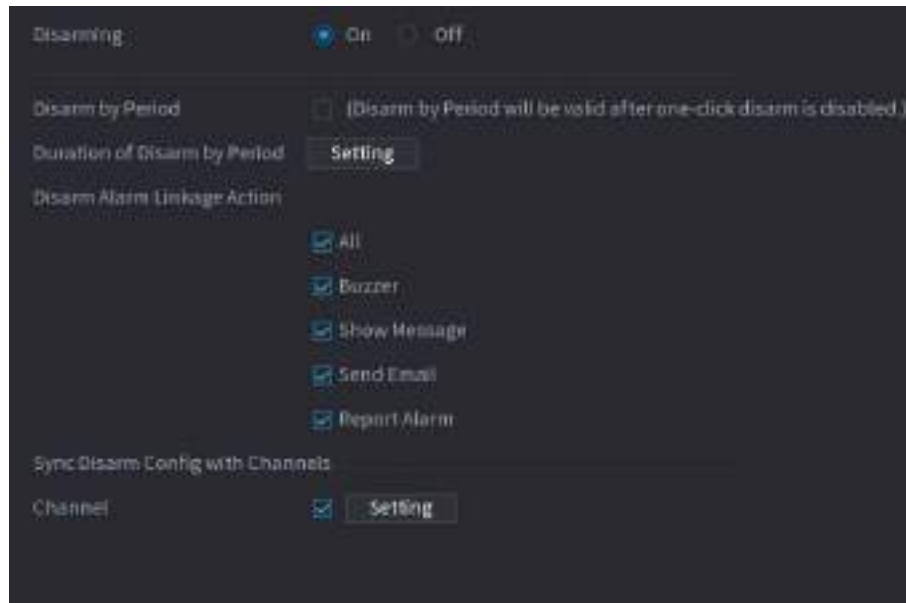 Disarming On Off
Disarm by Period (Disarm by Period will be valid after one-click disarm is disabled.)
Duration of Disarm by Period Setting
Disarm Alarm Linkage Action
All
Buzzer
Show Message
Send Email
Report Alarm
Sync Disarm Config with Channels
Channel Setting